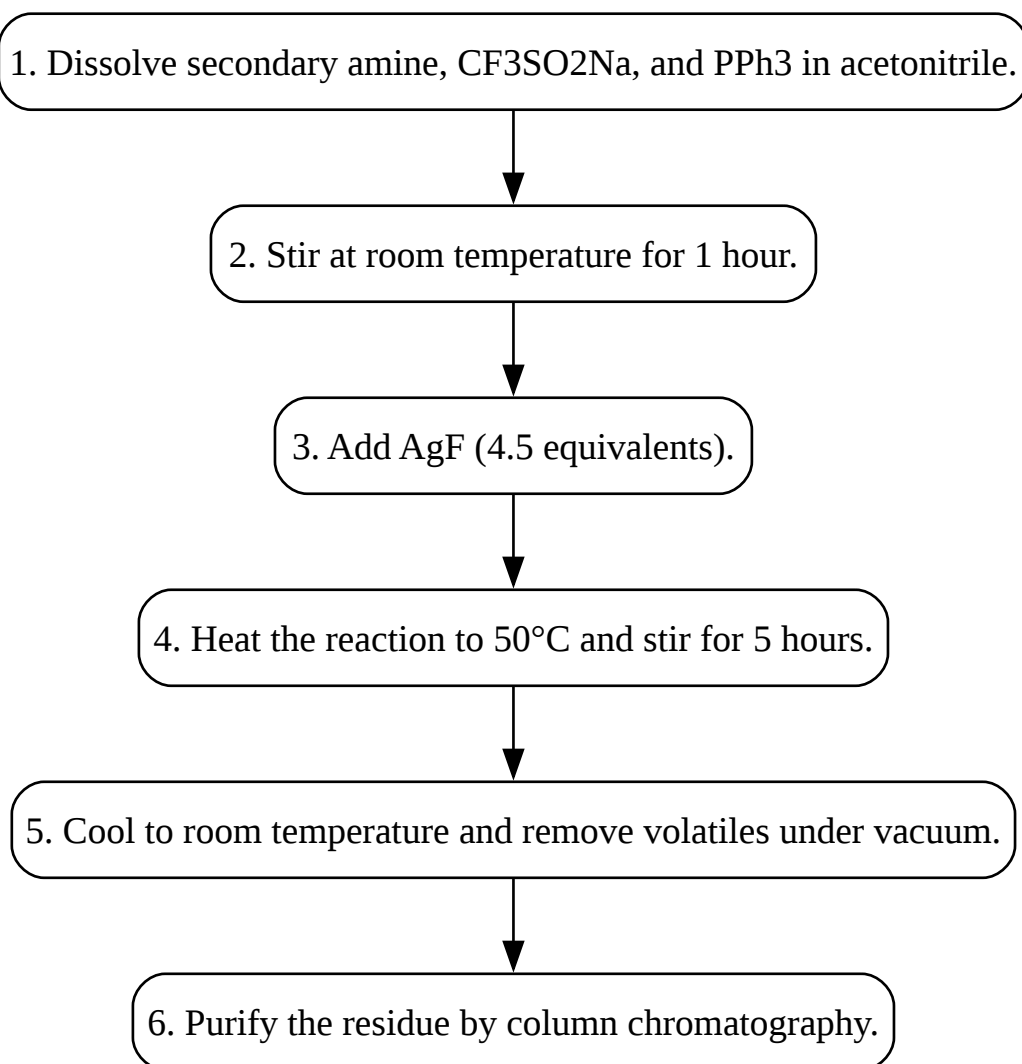 1. Dissolve secondary amine, CF3SO2Na, and PPh3 in acetonitrile.
2. Stir at room temperature for 1 hour.
3. Add AgF (4.5 equivalents).
4. Heat the reaction to 50°C and stir for 5 hours.
5. Cool to room temperature and remove volatiles under vacuum.
6. Purify the residue by column chromatography.